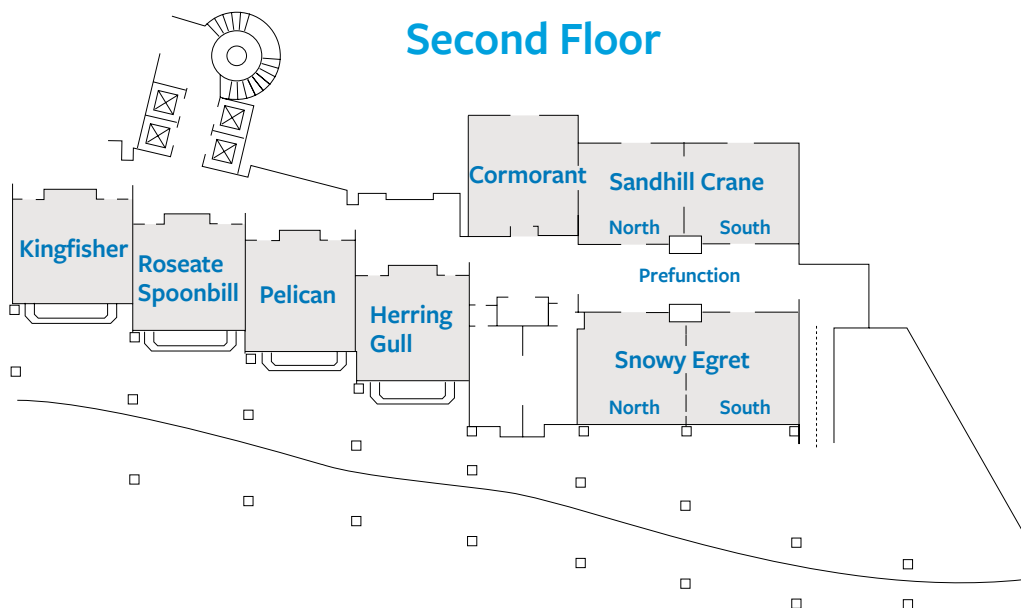 Second Floor
Cormorant
Sandhill Crane
North
South
Kingfisher
Roseate
Spoonbill
Pelican
Herring
Gull
Prefunction
Snowy Egret
North
South